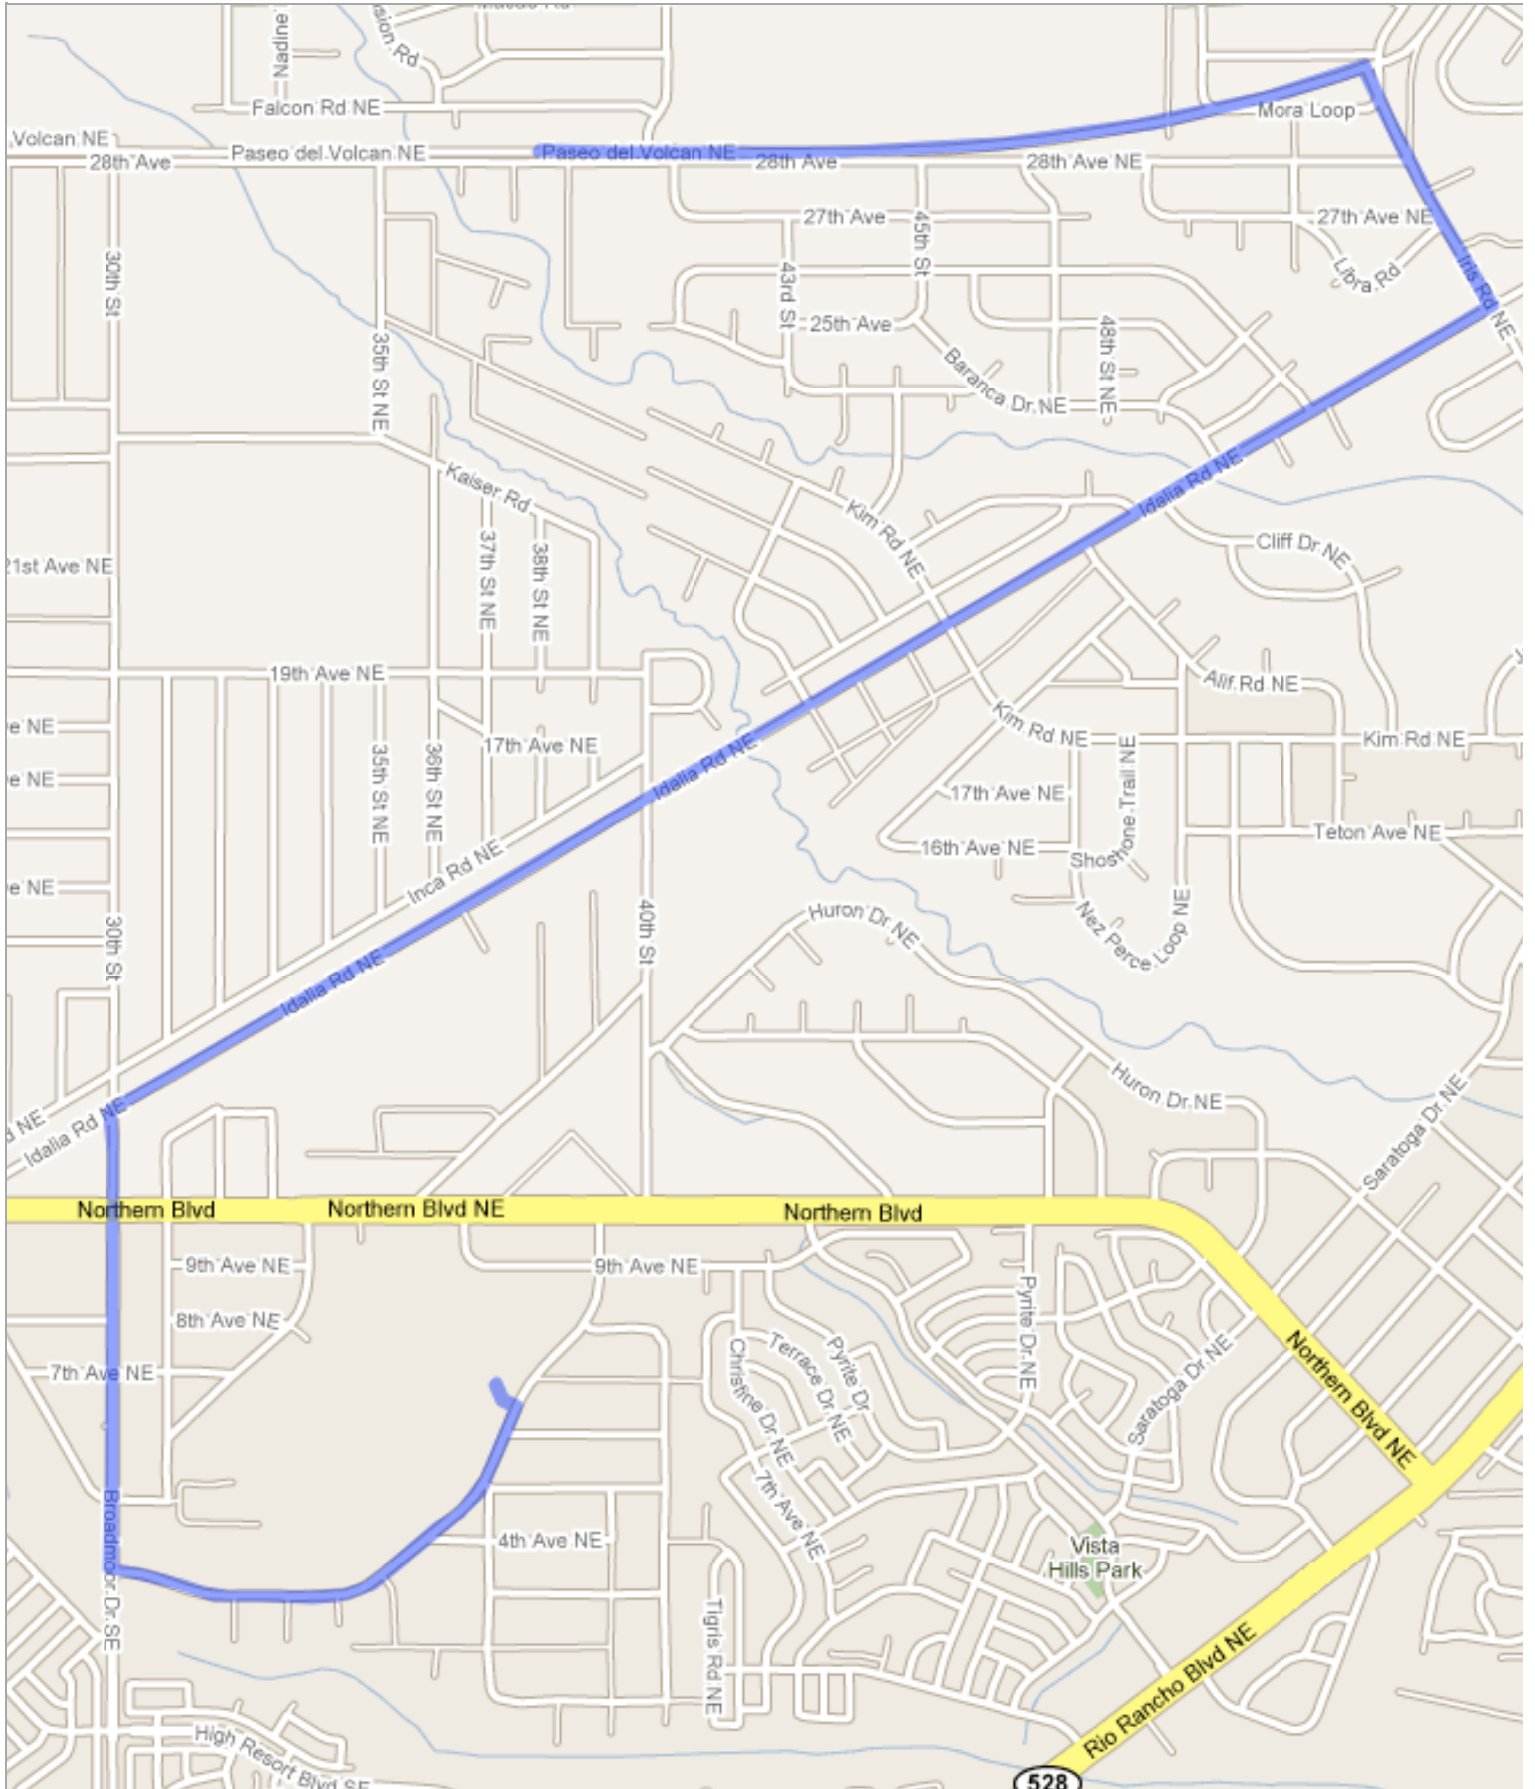 Nadine
sion Rd
Falcon Rd NE
Mora Loop
Volcan NE
28th Ave
Paseo del Volcan NE
Paseo del Volcan NE
28th Ave
28th Ave NE
27th Ave
27th Ave NE
30th St
45th St
43rd St
Libra Rd
Iris Rd NE
25th Ave
35th St NE
48th St NE
Baranca Dr NE
Kaiser Rd
Idalia Rd NE
Kim Rd NE
37th St NE
38th St NE
Cliff Dr NE
21st Ave NE
19th Ave NE
Alif Rd NE
e NE
Kim Rd NE
Kim Rd NE
17th Ave NE
Idalia Rd NE
35th St NE
36th St NE
Shoshone Trail NE
e NE
17th Ave NE
Teton Ave NE
16th Ave NE
Inca Rd NE
e NE
30th St
40th St
Huron Dr NE
Nez Perce Loop NE
Idalia Rd NE
Huron Dr NE
Saratoga Dr NE
d NE
Idalia Rd NE
Northern Blvd
Northern Blvd NE
Northern Blvd
9th Ave NE
9th Ave NE
8th Ave NE
Pyrite Dr NE
7th Ave NE
Christine Dr NE
Terrace Dr NE
Pyrite Dr
Saratoga Dr NE
Northern Blvd NE
7th Ave NE
Broadmoor Dr SE
4th Ave NE
Vista
Hills Park
Tigris Rd NE
Rio Rancho Blvd NE
High Resort Blvd SE
528